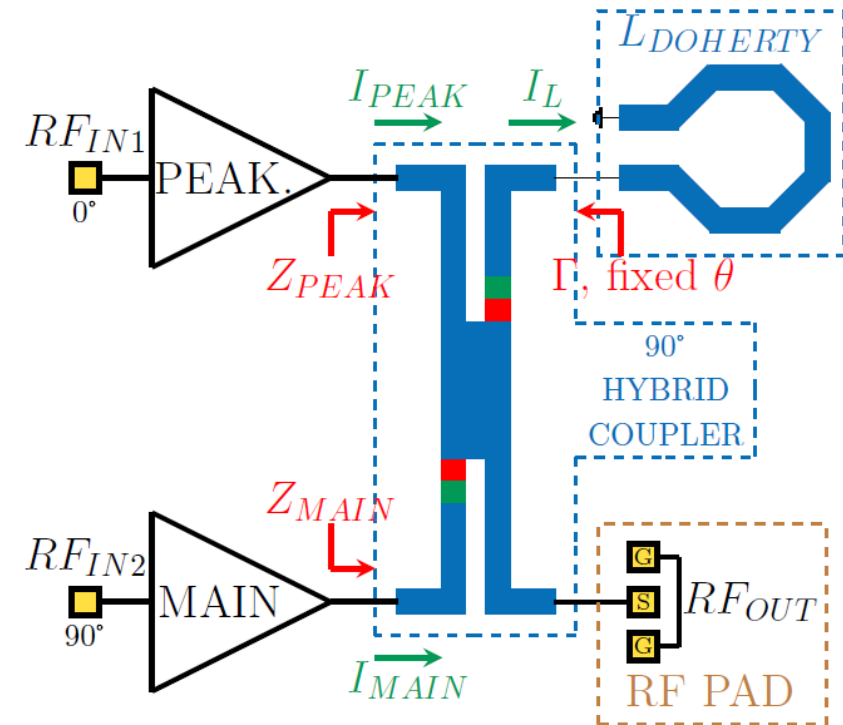 L_DOHERTY
I_PEAK
I_L
RF_IN1
PEAK.
0°
Z_PEAK
Γ, fixed θ
90°
HYBRID
COUPLER
Z_MAIN
RF_IN2
MAIN
90°
G
S
G
RF_OUT
I_MAIN
RF PAD